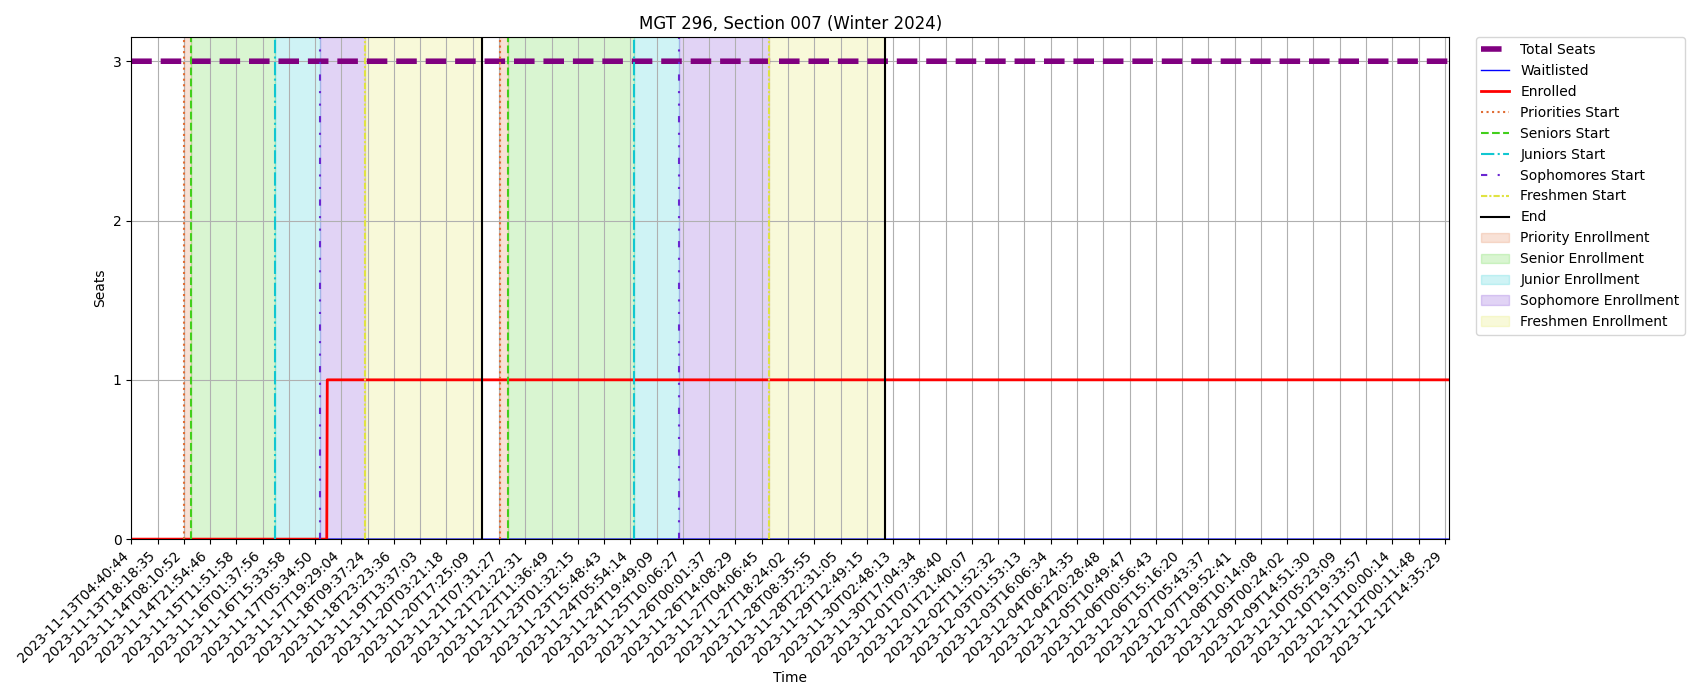 MGT 296, Section 007 (Winter 2024)
Seats
3
2
1
0
2023-11-13T04:40:44
2023-11-13T18:18:35
2023-11-14T08:10:52
2023-11-14T21:54:46
2023-11-15T11:51:58
2023-11-16T01:37:56
2023-11-16T15:33:58
2023-11-17T05:34:50
2023-11-17T19:29:04
2023-11-18T09:37:24
2023-11-18T23:23:36
2023-11-19T13:37:03
2023-11-20T03:21:18
2023-11-20T17:25:09
2023-11-21T07:31:27
2023-11-21T21:22:31
2023-11-22T11:36:49
2023-11-23T01:32:15
2023-11-23T15:48:43
2023-11-24T05:54:14
2023-11-24T19:49:09
2023-11-25T10:06:27
2023-11-26T00:01:37
2023-11-26T14:08:29
2023-11-27T04:06:45
2023-11-27T18:24:02
2023-11-28T08:35:55
2023-11-28T22:31:05
2023-11-29T12:49:15
2023-11-30T02:48:13
2023-11-30T17:04:34
2023-12-01T07:38:40
2023-12-01T21:40:07
2023-12-02T11:52:32
2023-12-03T01:53:13
2023-12-03T16:06:34
2023-12-04T06:24:35
2023-12-04T20:28:48
2023-12-05T10:49:47
2023-12-06T00:56:43
2023-12-06T15:16:20
2023-12-07T05:43:37
2023-12-07T19:52:41
2023-12-08T10:14:08
2023-12-09T00:24:02
2023-12-09T14:51:30
2023-12-10T05:23:09
2023-12-10T19:33:57
2023-12-11T10:00:14
2023-12-12T00:11:48
2023-12-12T14:35:29
Time
Total Seats
Waitlisted
Enrolled
Priorities Start
Seniors Start
Juniors Start
Sophomores Start
Freshmen Start
End
Priority Enrollment
Senior Enrollment
Junior Enrollment
Sophomore Enrollment
Freshmen Enrollment